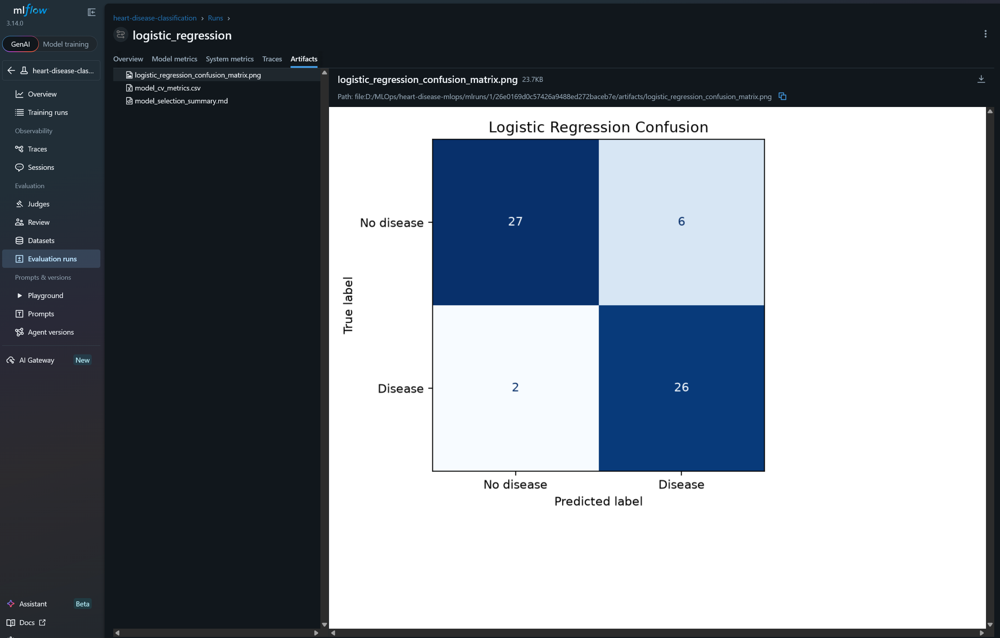 mlflow
3.14.0
GenAI
Model training
heart-disease-clas...
Overview
Training runs
Observability
Traces
Sessions
Evaluation
Judges
Review
Datasets
Evaluation runs
Prompts & versions
Playground
Prompts
Agent versions
AI Gateway New
Assistant Beta
Docs
heart-disease-classification › Runs ›
logistic_regression
Overview Model metrics System metrics Traces Artifacts
logistic_regression_confusion_matrix.png
model_cv_metrics.csv
model_selection_summary.md
logistic_regression_confusion_matrix.png 23.7KB
Path: file:D:/MLOps/heart-disease-mlops/mlruns/1/26e0169d0c57426a9488ed272baceb7e/artifacts/logistic_regression_confusion_matrix.png
Logistic Regression Confusion
No disease
27
6
True label
Disease
2
26
No disease
Disease
Predicted label